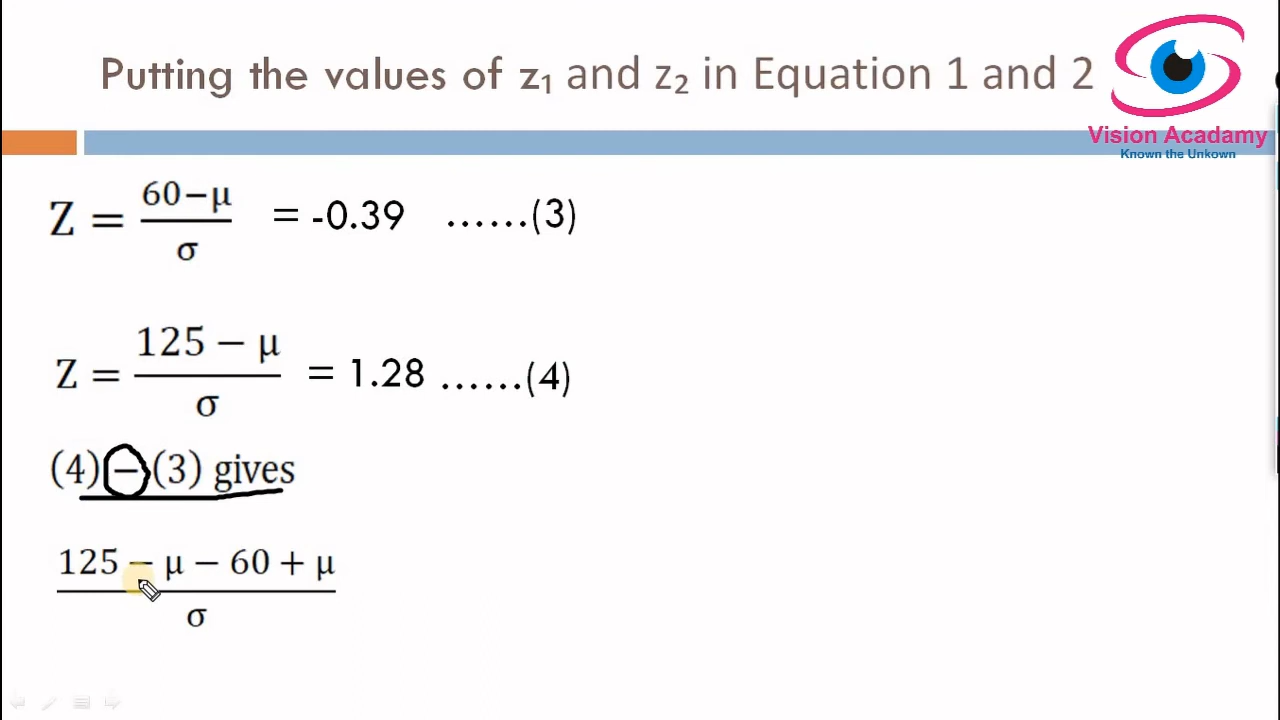 Putting the values of z₁ and z₂ in Equation 1 and 2
Vision Acadamy
Known the Unkown
Z = (60−μ)/σ = -0.39 ......(3)
Z = (125 − μ)/σ = 1.28 ......(4)
(4) − (3) gives
(125 − μ − 60 + μ)/σ